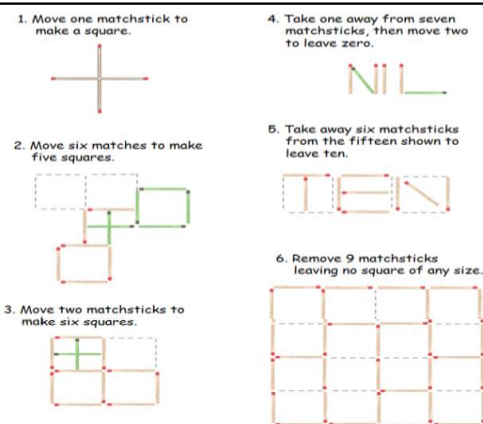 1. Move one matchstick to
make a square.
2. Move six matches to make
five squares.
3. Move two matchsticks to
make six squares.
4. Take one away from seven
matchsticks, then move two
to leave zero.
NIL
5. Take away six matchsticks
from the fifteen shown to
leave ten.
TEN
6. Remove 9 matchsticks
leaving no square of any size.